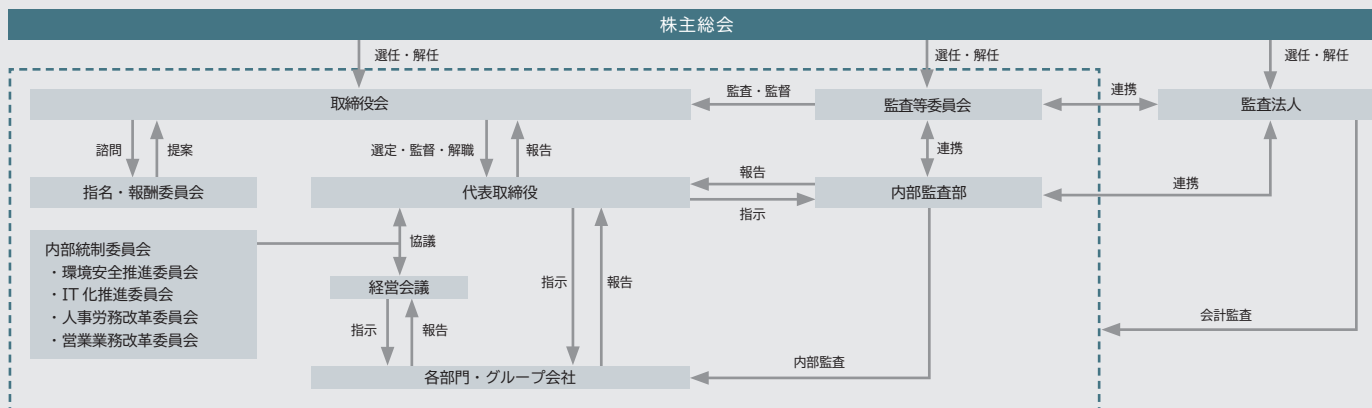 株主総会
選任・解任
選任・解任
選任・解任
取締役会
監査・監督
監査等委員会
連携
監査法人
諮問
提案
選定・監督・解職
報告
連携
指名・報酬委員会
代表取締役
報告
指示
内部監査部
連携
内部統制委員会
・環境安全推進委員会
・IT 化推進委員会
・人事労務改革委員会
・営業業務改革委員会
協議
経営会議
指示
報告
指示
報告
会計監査
内部監査
各部門・グループ会社